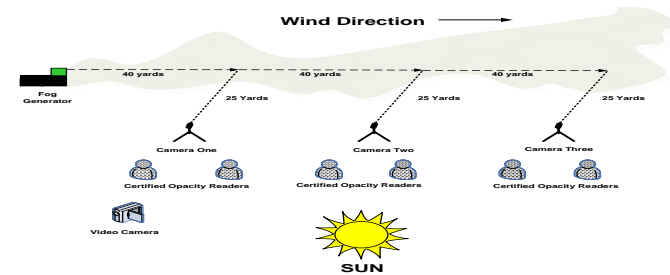 Wind Direction
40 yards
40 yards
40 yards
Fog
Generator
25 Yards
25 Yards
25 Yards
Camera One
Camera Two
Camera Three
Certified Opacity Readers
Certified Opacity Readers
Certified Opacity Readers
Video Camera
SUN